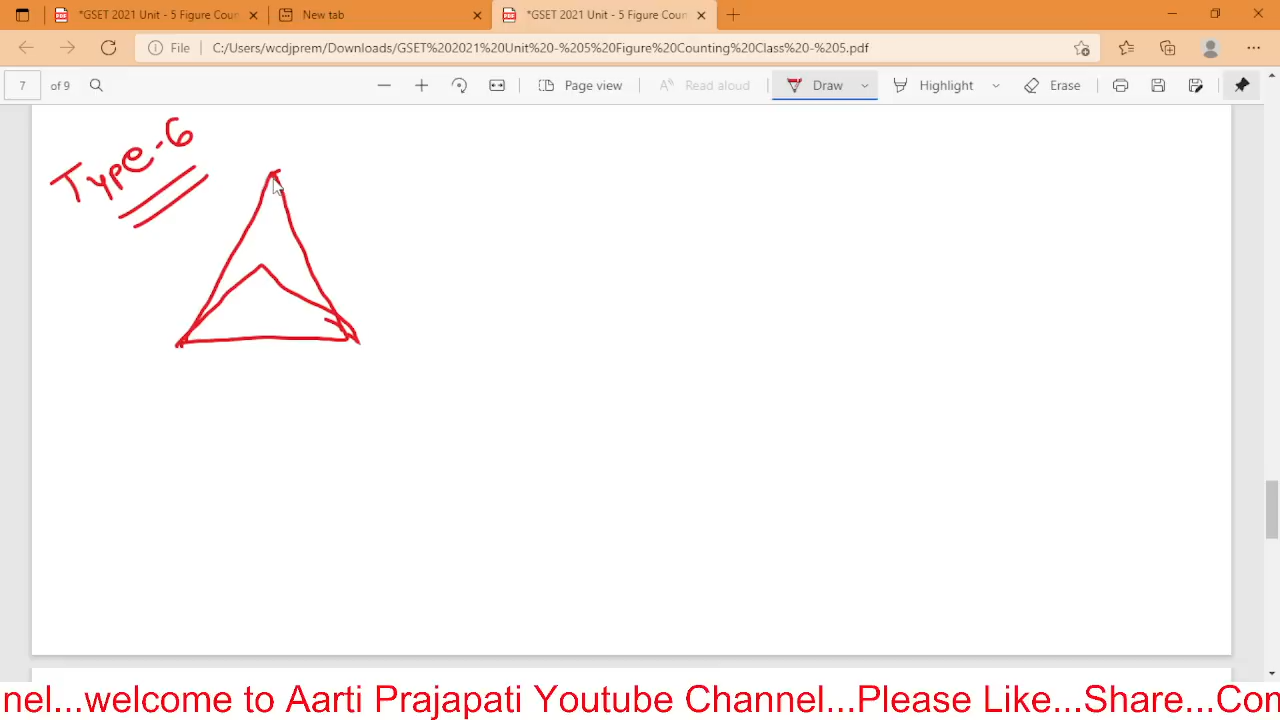 *GSET 2021 Unit - 5 Figure Coun
New tab
*GSET 2021 Unit - 5 Figure Coun
File
C:/Users/wcdjprem/Downloads/GSET%202021%20Unit%20-%205%20Figure%20Counting%20Class%20-%205.pdf
7 of 9
Page view
Read aloud
Draw
Highlight
Erase
Type-6
nel...welcome to Aarti Prajapati Youtube Channel...Please Like...Share...Con